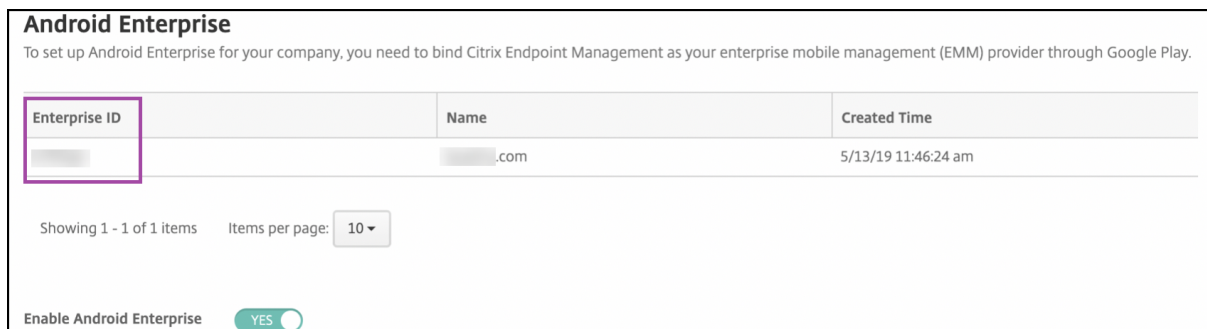 Android Enterprise
To set up Android Enterprise for your company, you need to bind Citrix Endpoint Management as your enterprise mobile management (EMM) provider through Google Play.
Enterprise ID Name Created Time
.com 5/13/19 11:46:24 am
Showing 1 - 1 of 1 items Items per page: 10
Enable Android Enterprise YES